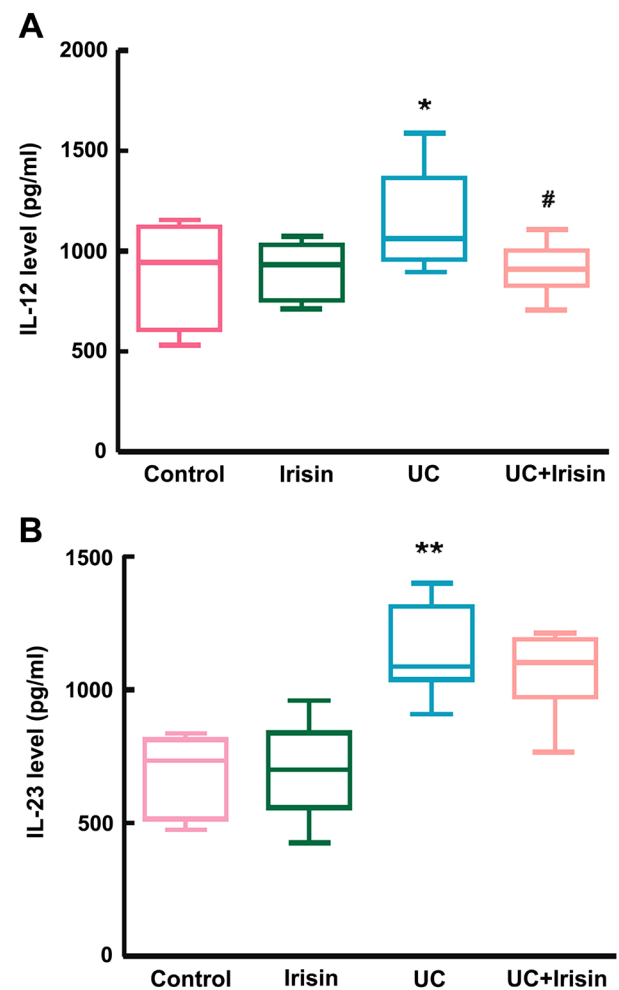 A
IL-12 level (pg/ml)
2000
1500
1000
500
0
*
#
Control Irisin UC UC+Irisin
B
IL-23 level (pg/ml)
1500
1000
500
0
**
Control Irisin UC UC+Irisin